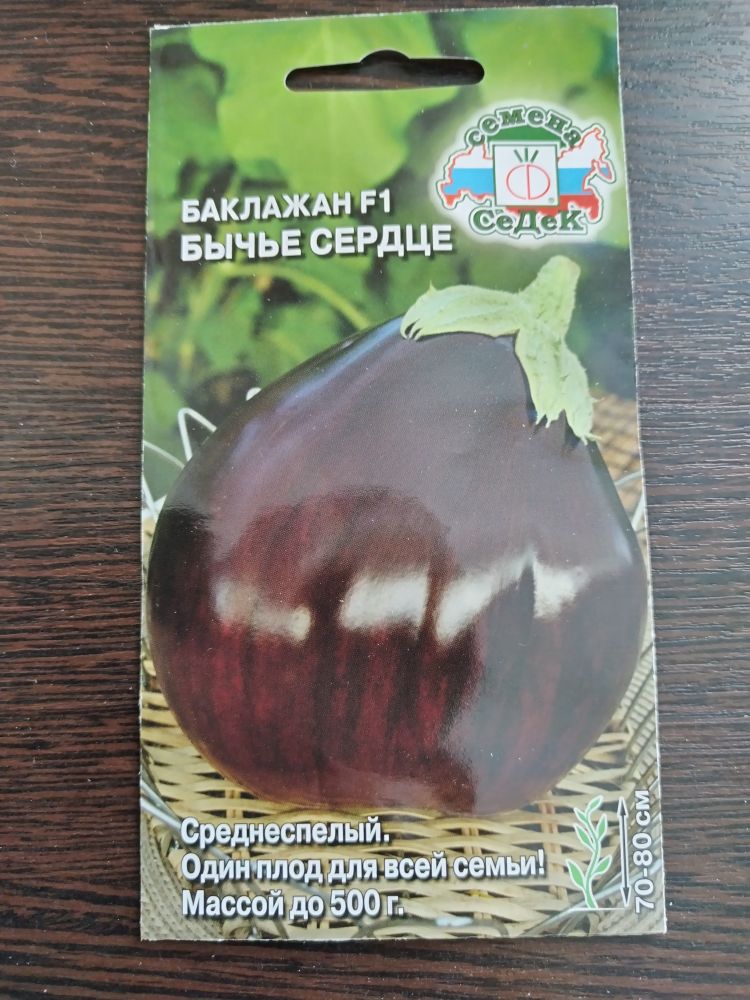 семена
СеДеК
БАКЛАЖАН F1
БЫЧЬЕ СЕРДЦЕ
Среднеспелый.
Один плод для всей семьи!
Массой до 500 г.
70-80 см